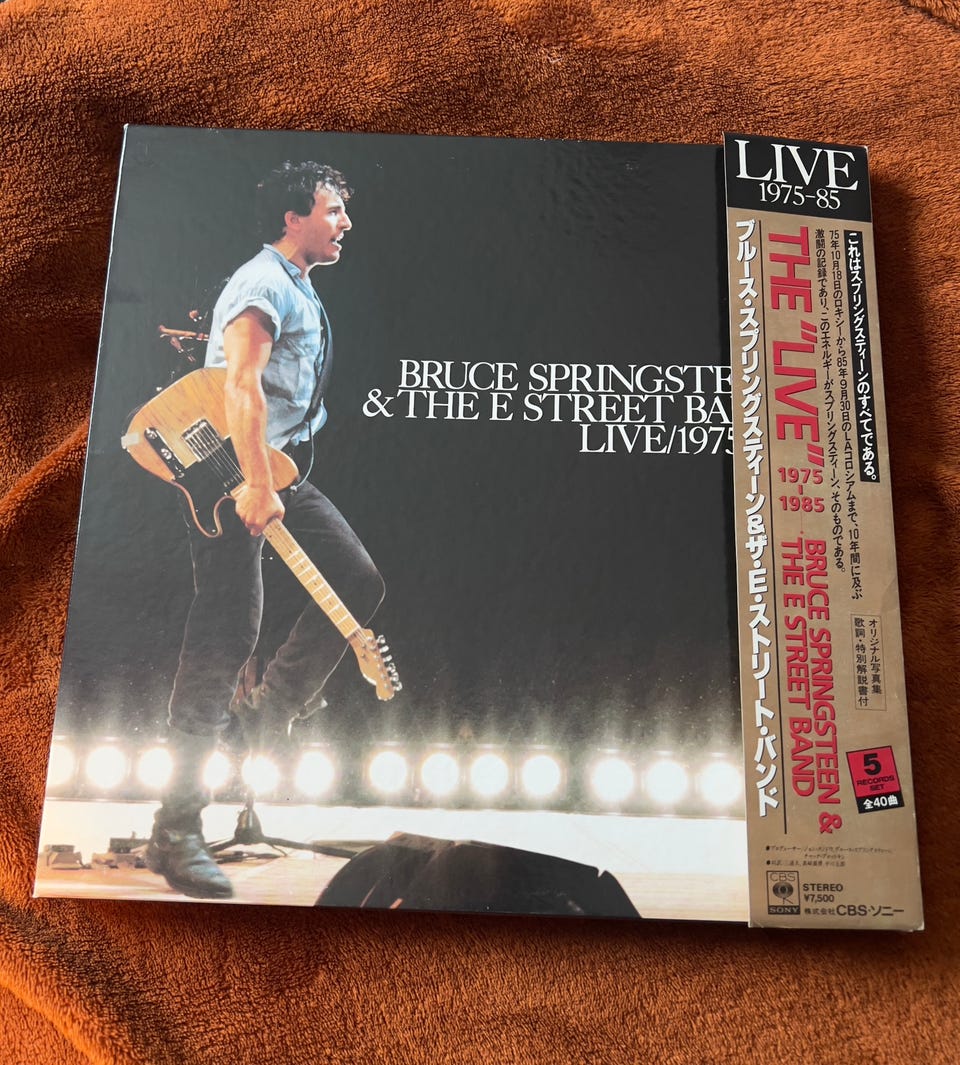 BRUCE SPRINGSTE
& THE E STREET BA
LIVE/1975
LIVE
1975-85
これはスプリングスティーンのすべてである。
75年10月18日のロキシーから85年9月30日のLAコロシアムまで、10年間に及ぶ
激闘の記録であり、このエネルギーがスプリングスティーン、そのものである。
THE "LIVE"
1975-1985
BRUCE SPRINGSTEEN &
THE E STREET BAND
ブルース・スプリングスティーン&ザ・E・ストリート・バンド
オリジナル写真集
歌詞・特別解説書付
5
RECORDS
SET
全40曲
CBS
SONY
STEREO
¥7,500
株式会社CBS・ソニー